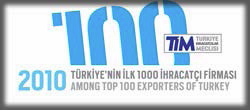 100
TİM
TÜRKİYE
İHRACATÇILAR
MECLİSİ
2010 TÜRKİYE'NİN İLK 1000 İHRACATÇI FİRMASI
AMONG TOP 100 EXPORTERS OF TURKEY